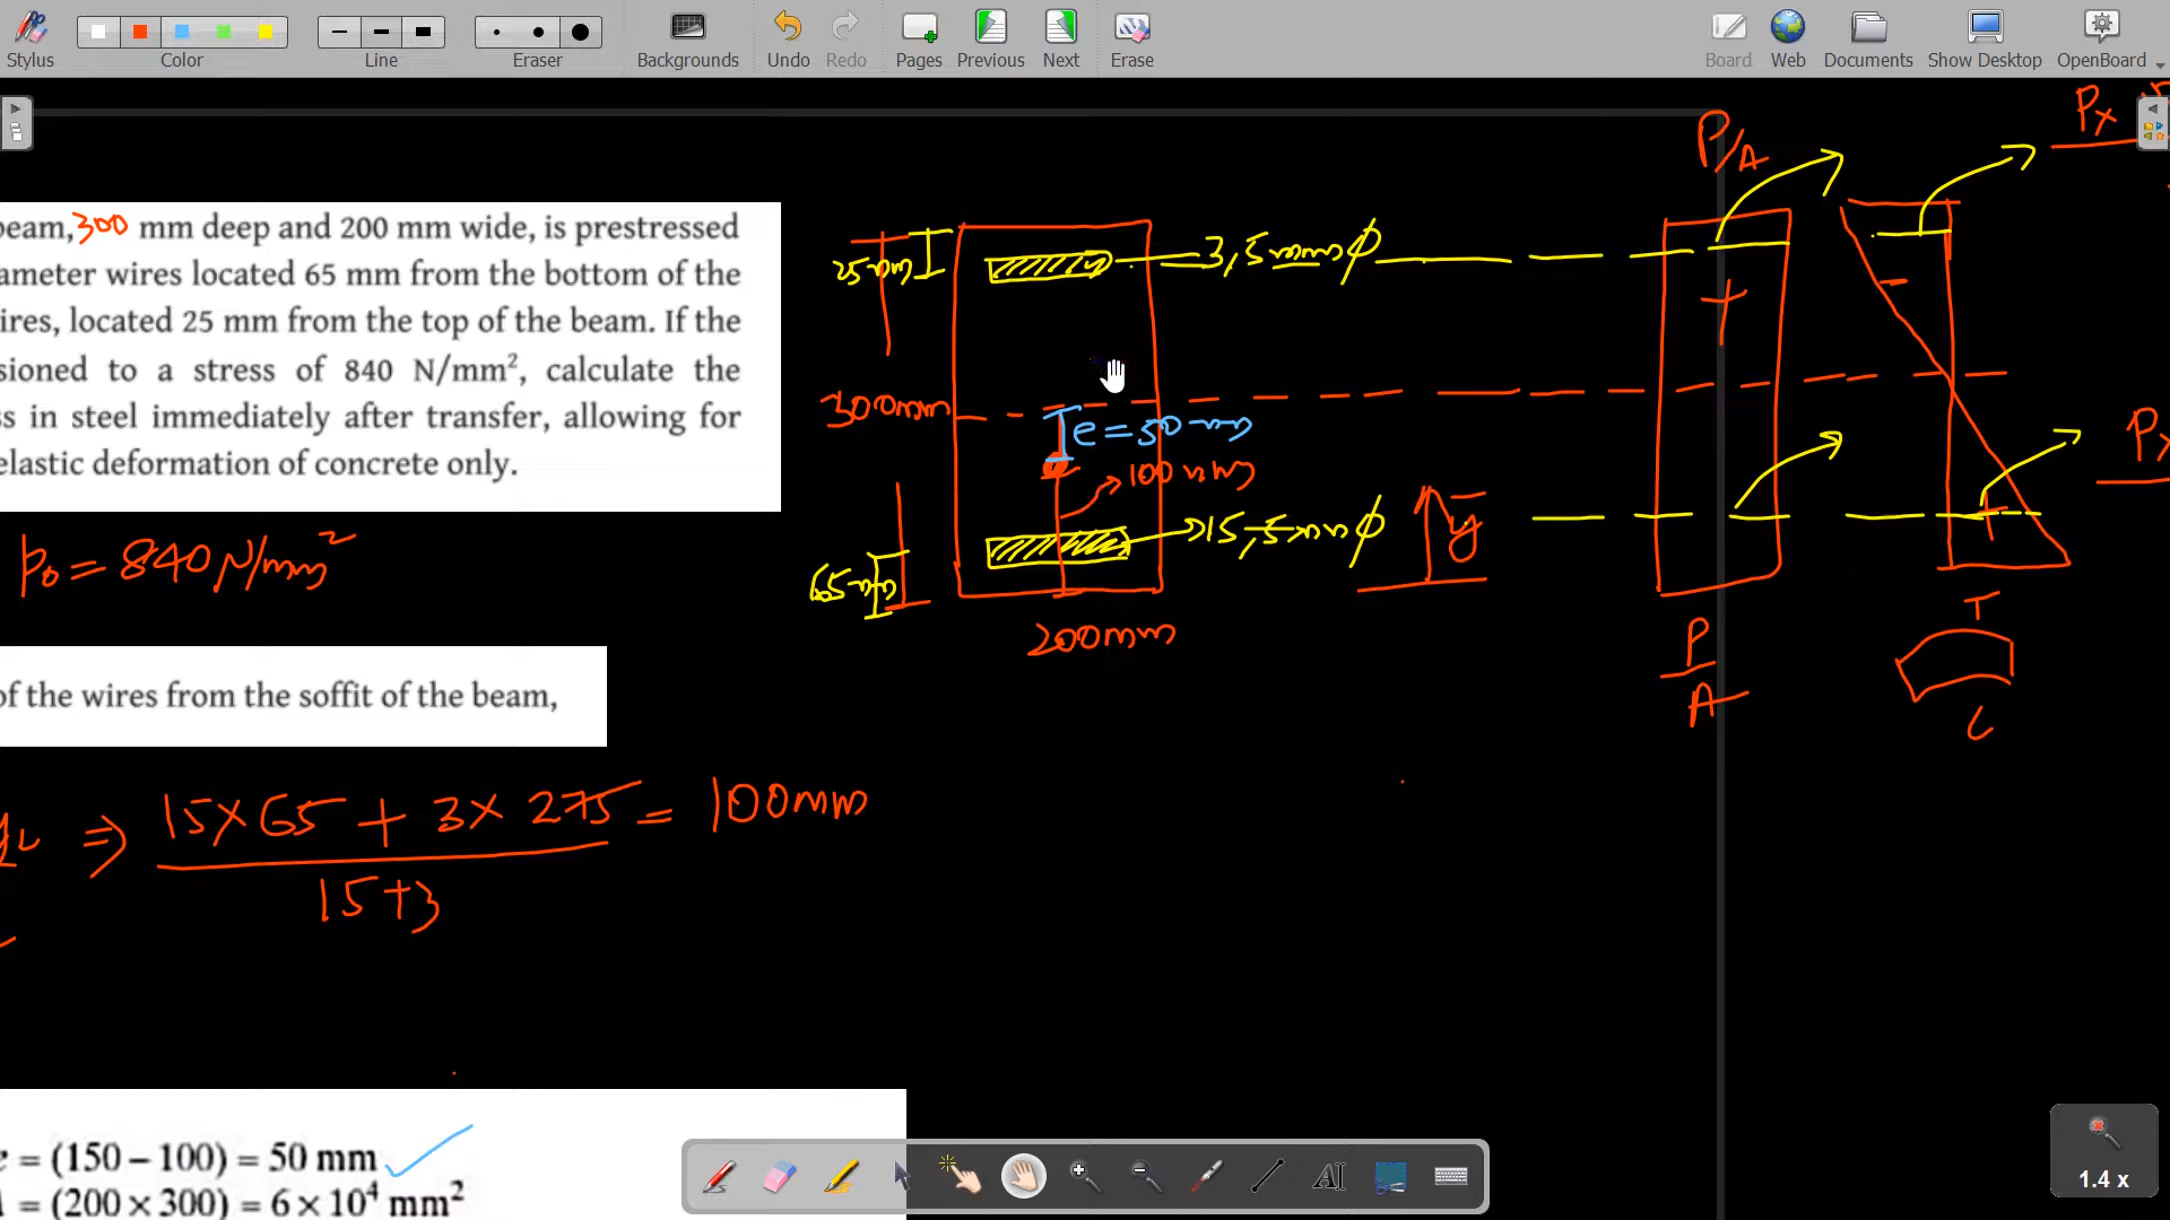 Stylus
Color
Line
Eraser
Backgrounds
Undo
Redo
Pages
Previous
Next
Erase
Board
Web
Documents
Show Desktop
OpenBoard
beam, 300 mm deep and 200 mm wide, is prestressed
ameter wires located 65 mm from the bottom of the
ires, located 25 mm from the top of the beam. If the
sioned to a stress of 840 N/mm², calculate the
s in steel immediately after transfer, allowing for
elastic deformation of concrete only.
P₀ = 840 N/mm²
of the wires from the soffit of the beam,
⇒ 15×65 + 3×275 = 100mm
15+3
= (150 – 100) = 50 mm
= (200 × 300) = 6 × 10⁴ mm²
25mm
3,5mmϕ
300mm
e=50mm
100mm
15,5mmϕ
65mm
200mm
ȳ
P/A
+
-
+
P
A
T
C
Px
Px
1.4 x